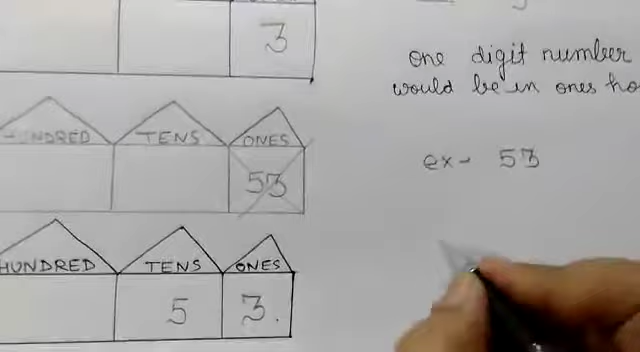 3
one digit number
would be in ones ho
HUNDRED TENS ONES
53
ex- 53
HUNDRED TENS ONES
5 3.